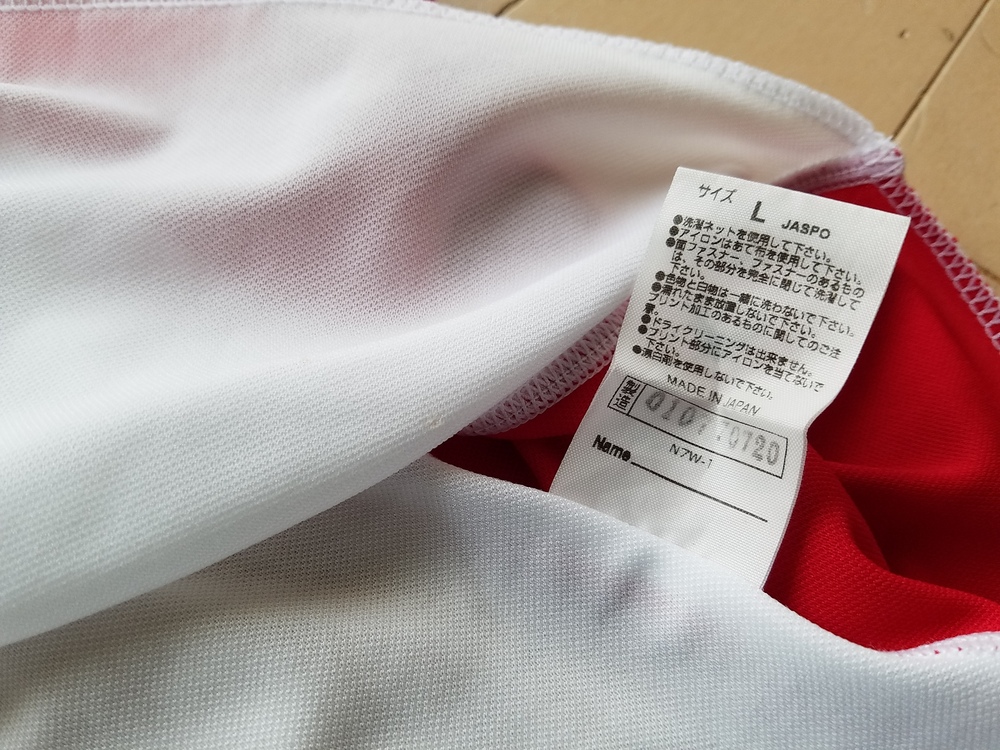 サイズ L JASPO
●洗濯ネットを使用して下さい。
●アイロンはあて布を使用して下さい。
●面ファスナー、ファスナーのあるもの
は、その部分を完全に閉じて洗濯して
下さい。
●色物と白物は一緒に洗わないで下さい。
●濡れたまま放置しないで下さい。
プリント加工のあるものに関してのご注
意。
●ドライクリーニングは出来ません。
●プリント部分にアイロンを当てないで
下さい。
●漂白剤を使用しないで下さい。
MADE IN JAPAN
製造
N7W-1
Name